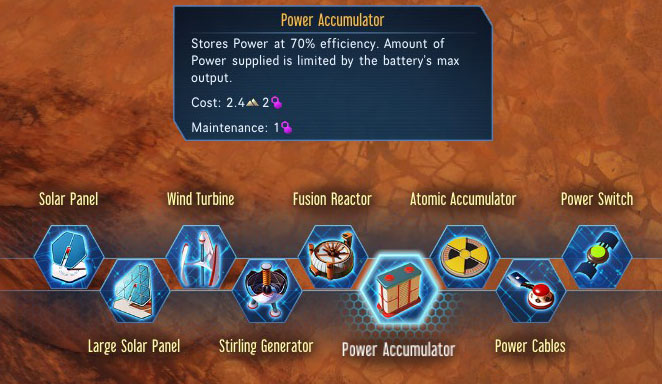 Power Accumulator
Stores Power at 70% efficiency. Amount of
Power supplied is limited by the battery's max
output.
Cost: 2.4 2
Maintenance: 1
Solar Panel Wind Turbine Fusion Reactor Atomic Accumulator Power Switch
Large Solar Panel Stirling Generator Power Accumulator Power Cables